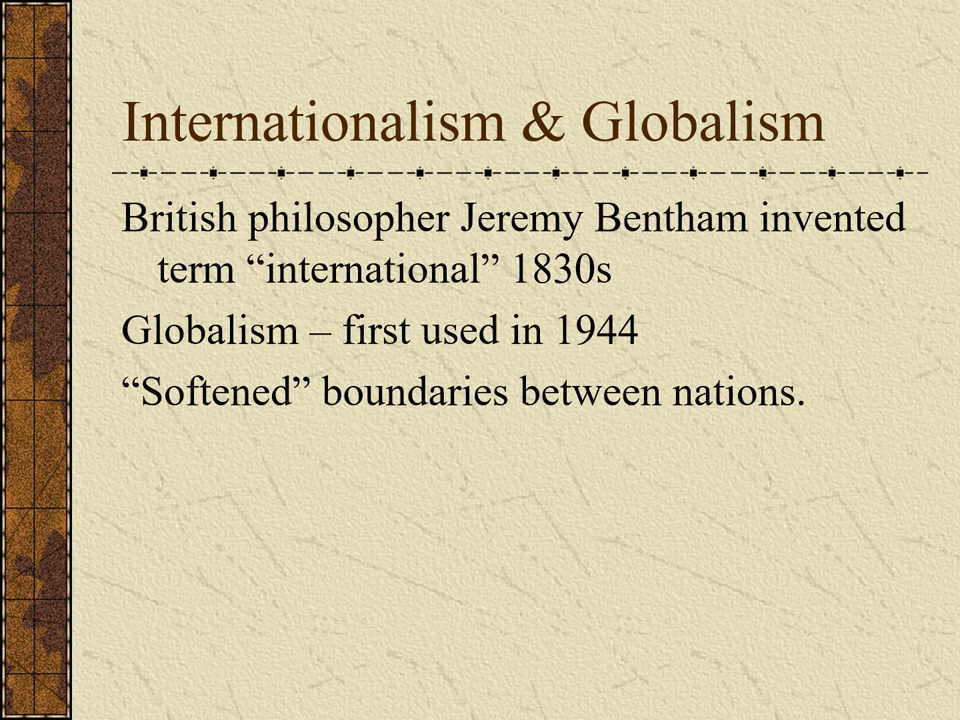 Internationalism & Globalism
British philosopher Jeremy Bentham invented
term “international” 1830s
Globalism – first used in 1944
“Softened” boundaries between nations.